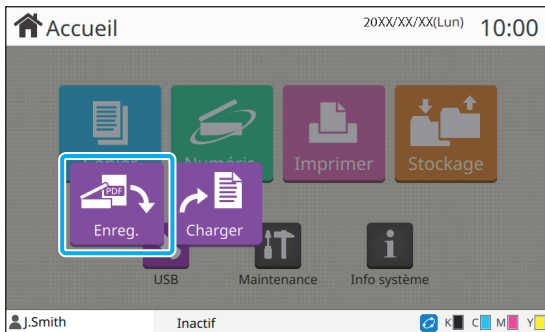 Accueil
20XX/XX/XX(Lun) 10:00
Imprimer
Stockage
PDF
Enreg.
Charger
USB
Maintenance
Info système
J.Smith
Inactif
K C M Y